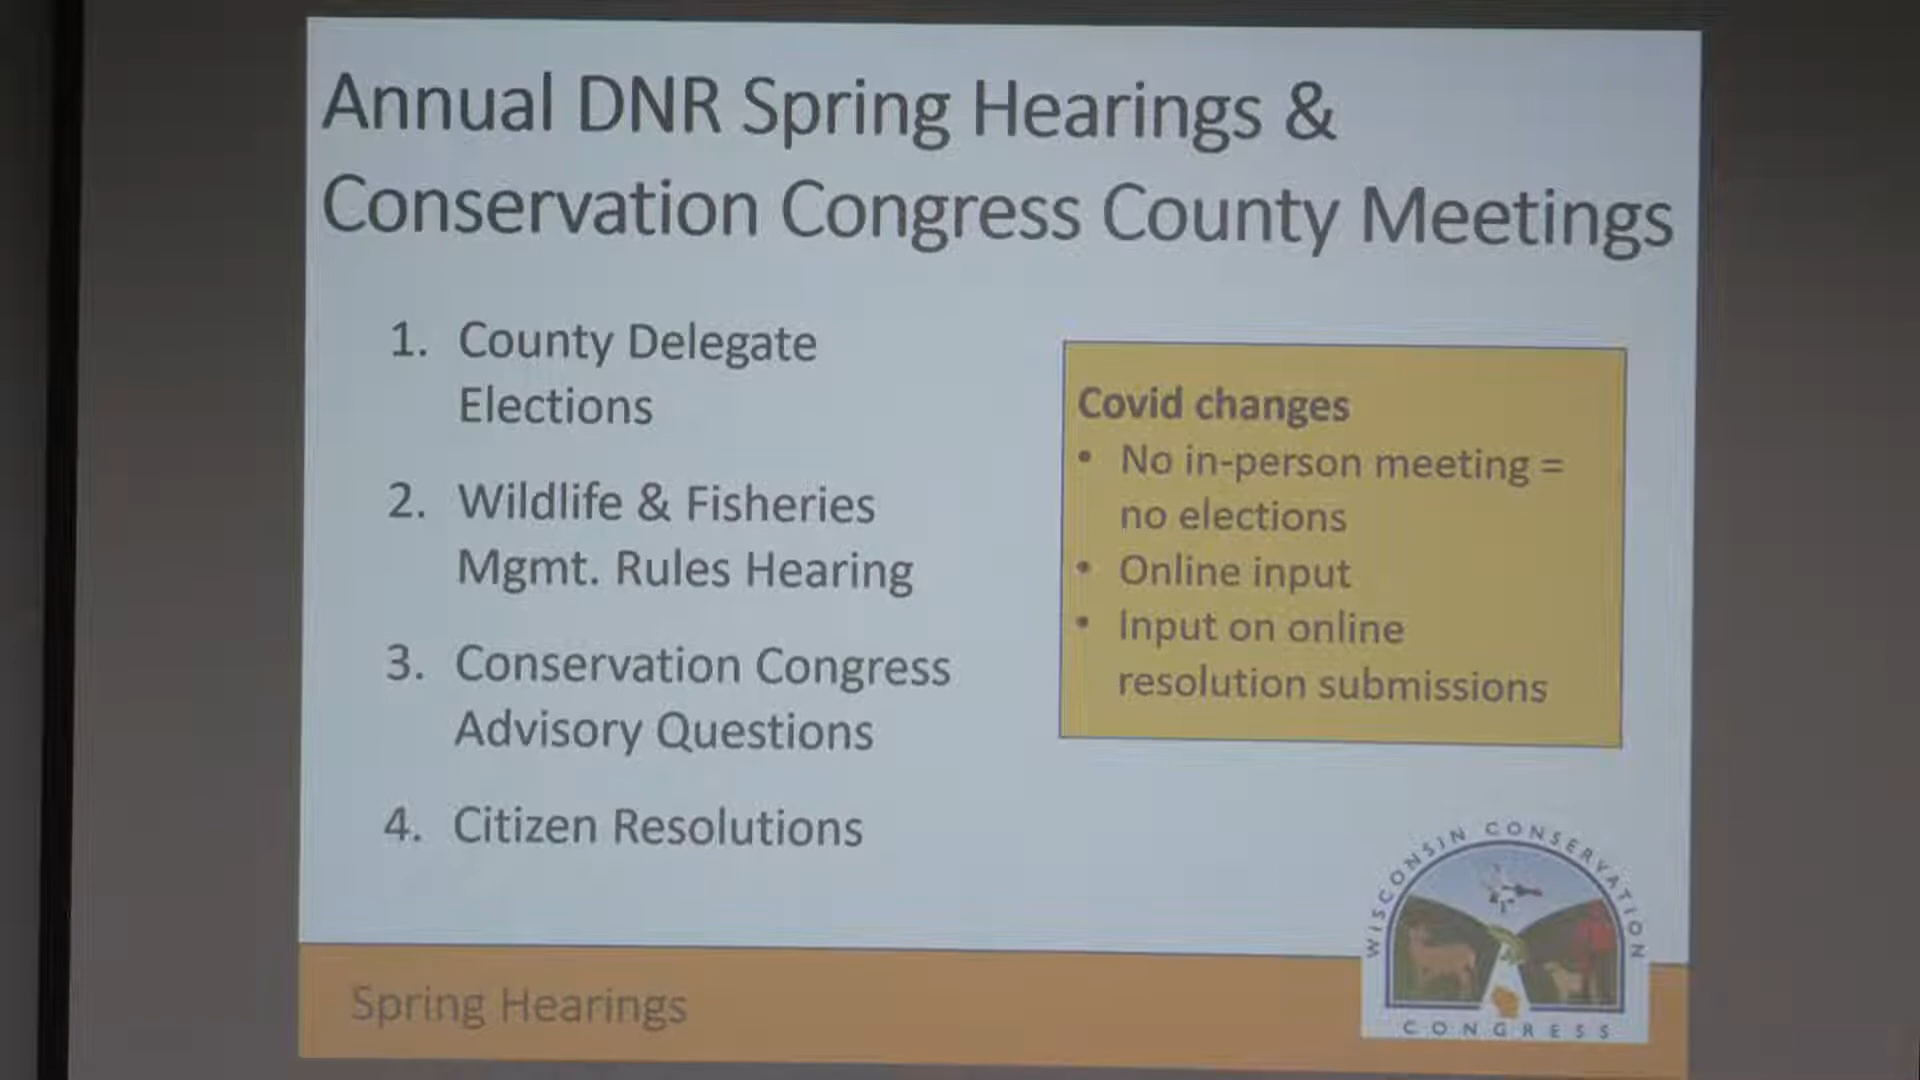 Annual DNR Spring Hearings &
Conservation Congress County Meetings
1. County Delegate
Elections
2. Wildlife & Fisheries
Mgmt. Rules Hearing
3. Conservation Congress
Advisory Questions
4. Citizen Resolutions
Covid changes
• No in-person meeting =
no elections
• Online input
• Input on online
resolution submissions
Spring Hearings
WISCONSIN CONSERVATION
CONGRESS